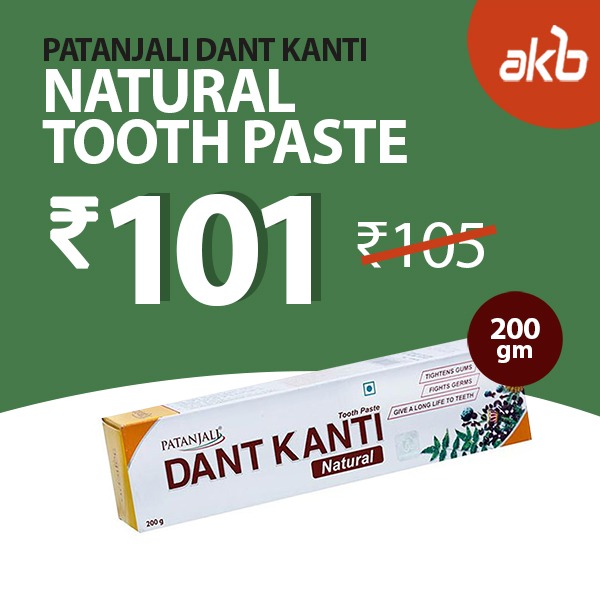 PATANJALI DANT KANTI
akb
NATURAL
TOOTH PASTE
₹101
₹105
200
gm
TIGHTENS GUMS
FIGHTS GERMS
GIVE A LONG LIFE TO TEETH
Tooth Paste
PATANJALI®
DANT KANTI
Natural
200 g